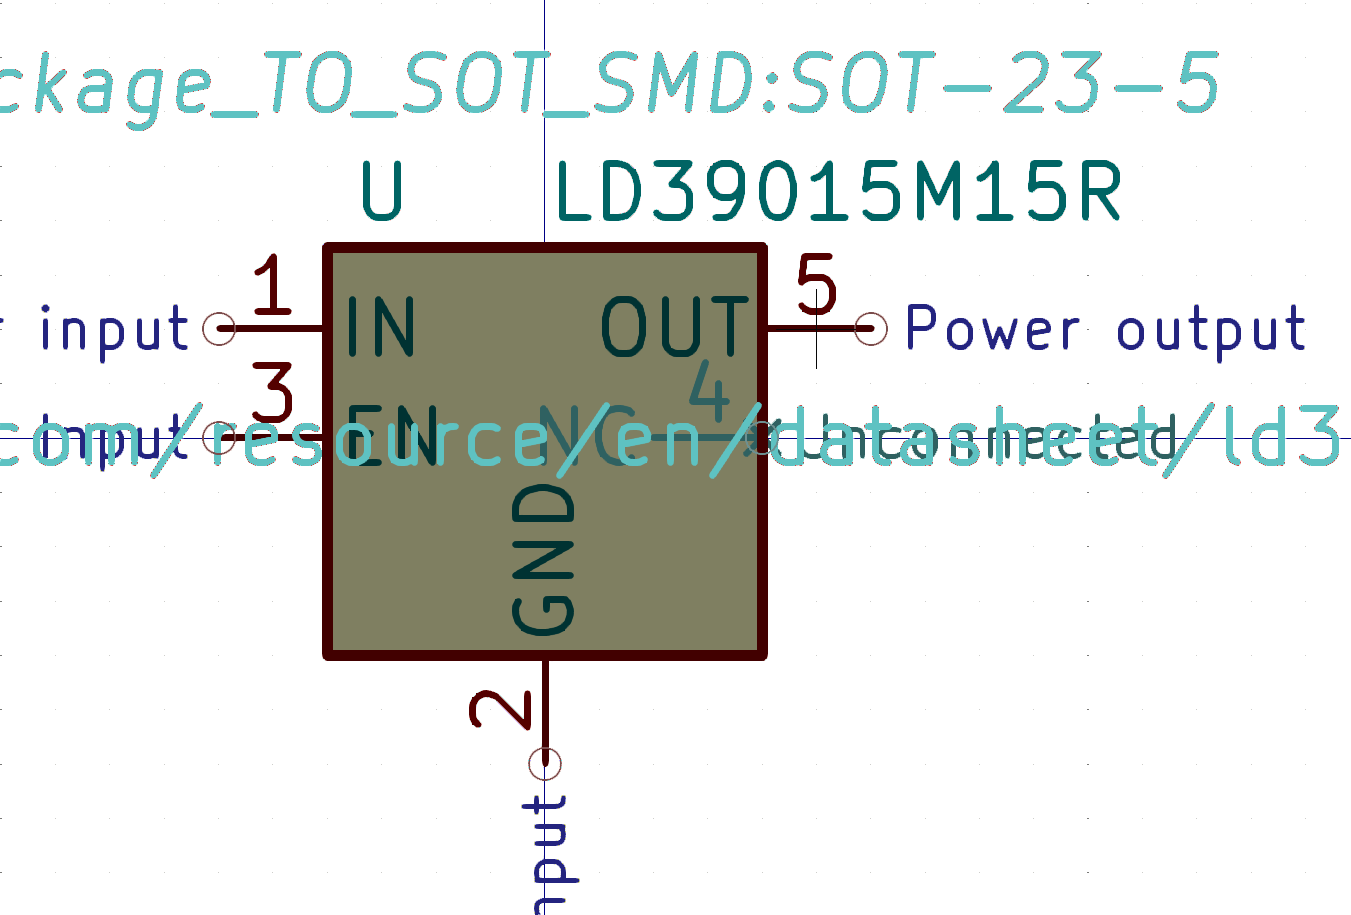 ckage_TO_SOT_SMD:SOT-23-5
U LD39015M15R
1 5
input IN OUT Power output
3 4
Input EN NC Unconnected
com/resource/en/datasheet/ld3
GND
2
nput